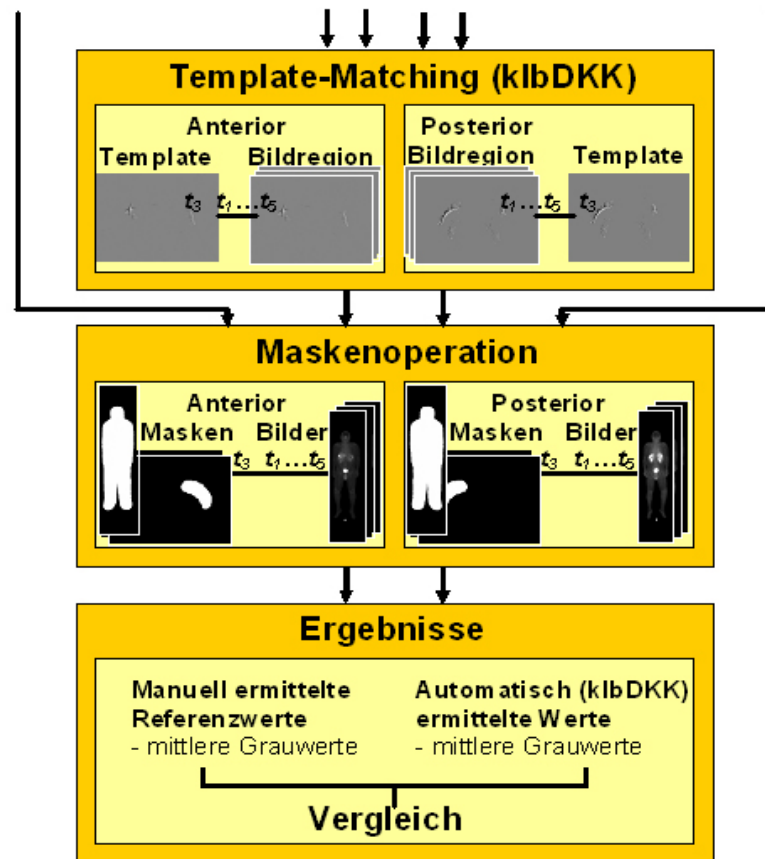 Template-Matching (klbDKK)
Anterior
Template Bildregion
t3 t1...t5
Posterior
Bildregion Template
t1...t5 t3
Maskenoperation
Anterior
Masken Bilder
t3 t1...t5
Posterior
Masken Bilder
t3 t1...t5
Ergebnisse
Manuell ermittelte
Referenzwerte
- mittlere Grauwerte
Automatisch (klbDKK)
ermittelte Werte
- mittlere Grauwerte
Vergleich